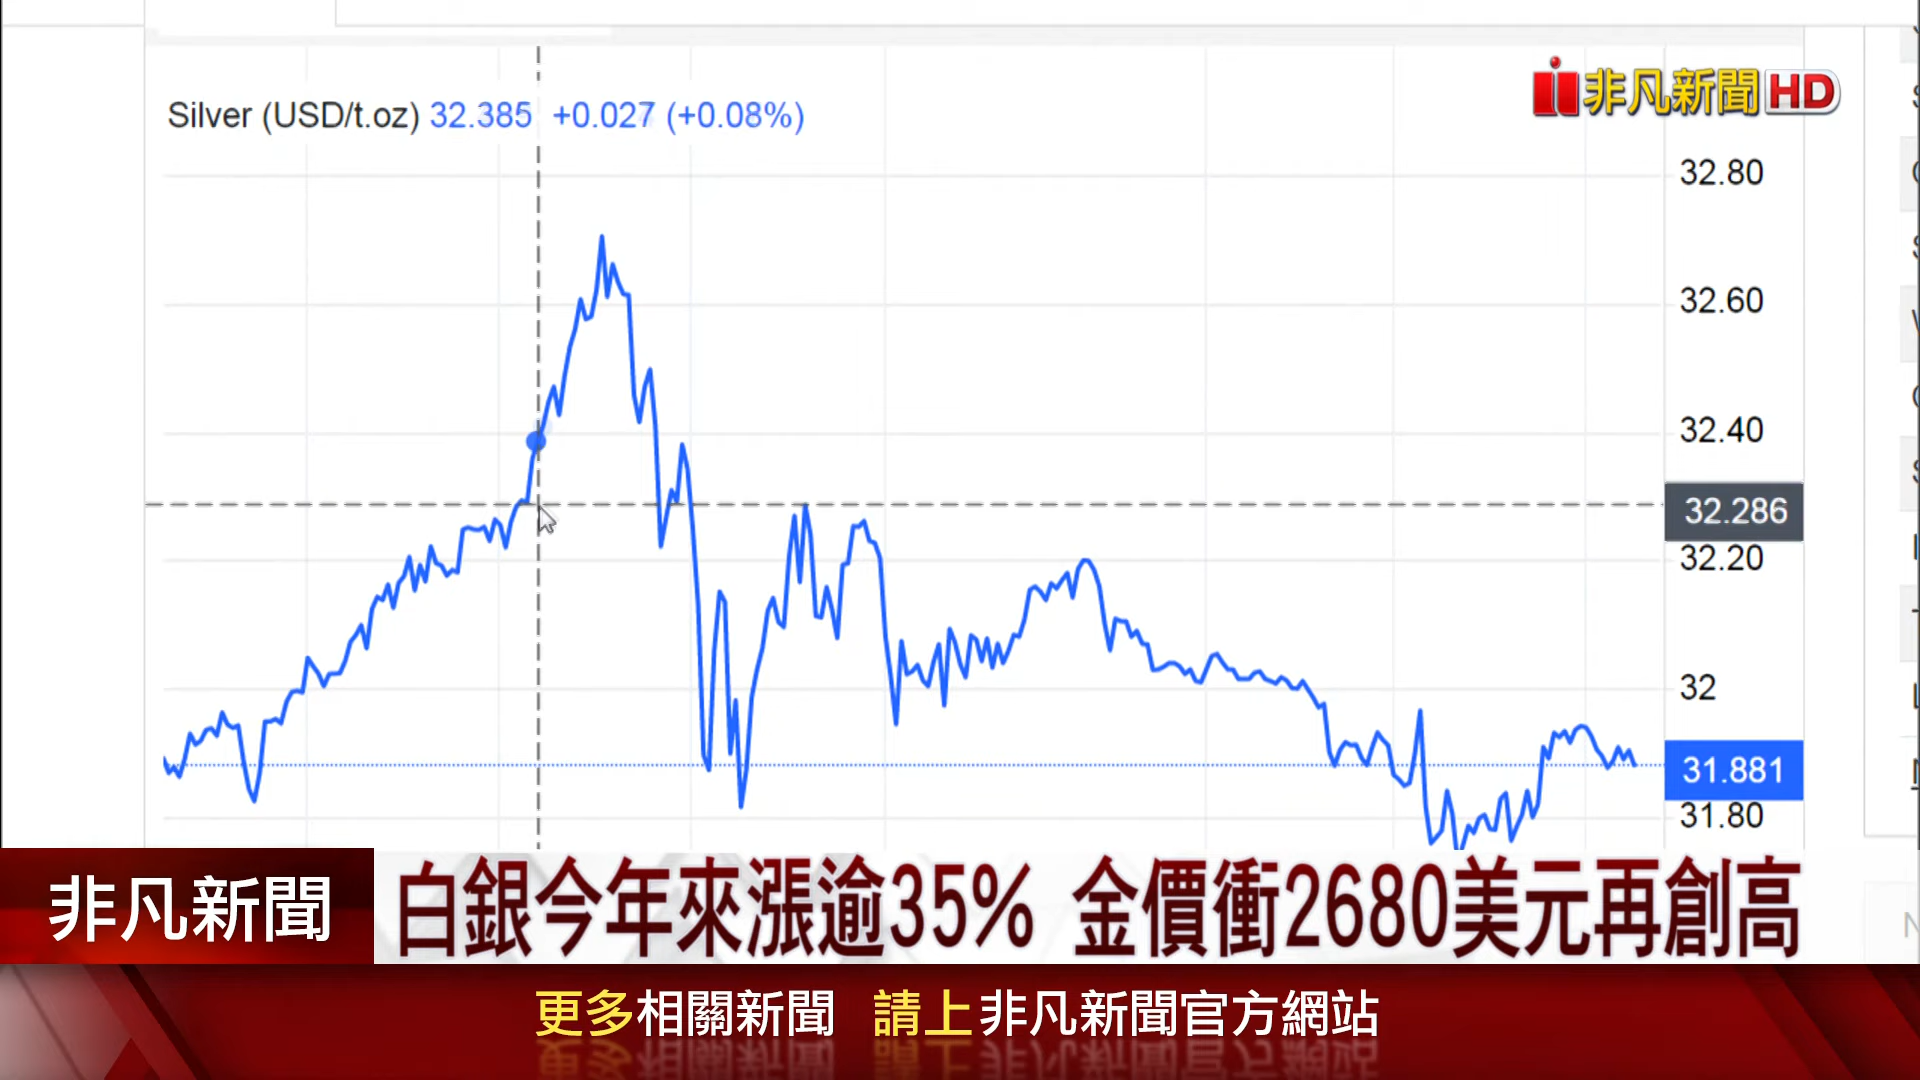 非凡新聞HD
Silver (USD/t.oz) 32.385 +0.027 (+0.08%)
32.80
32.60
32.40
32.286
32.20
32
31.881
31.80
非凡新聞
白銀今年來漲逾35% 金價衝2680美元再創高
更多相關新聞 請上非凡新聞官方網站